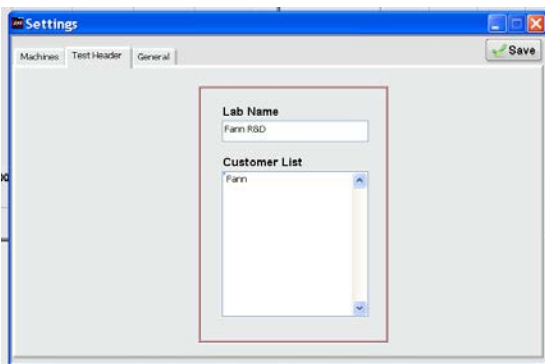 Settings
Save
Machines Test Header General
Lab Name
Fann R&D
Customer List
Fann